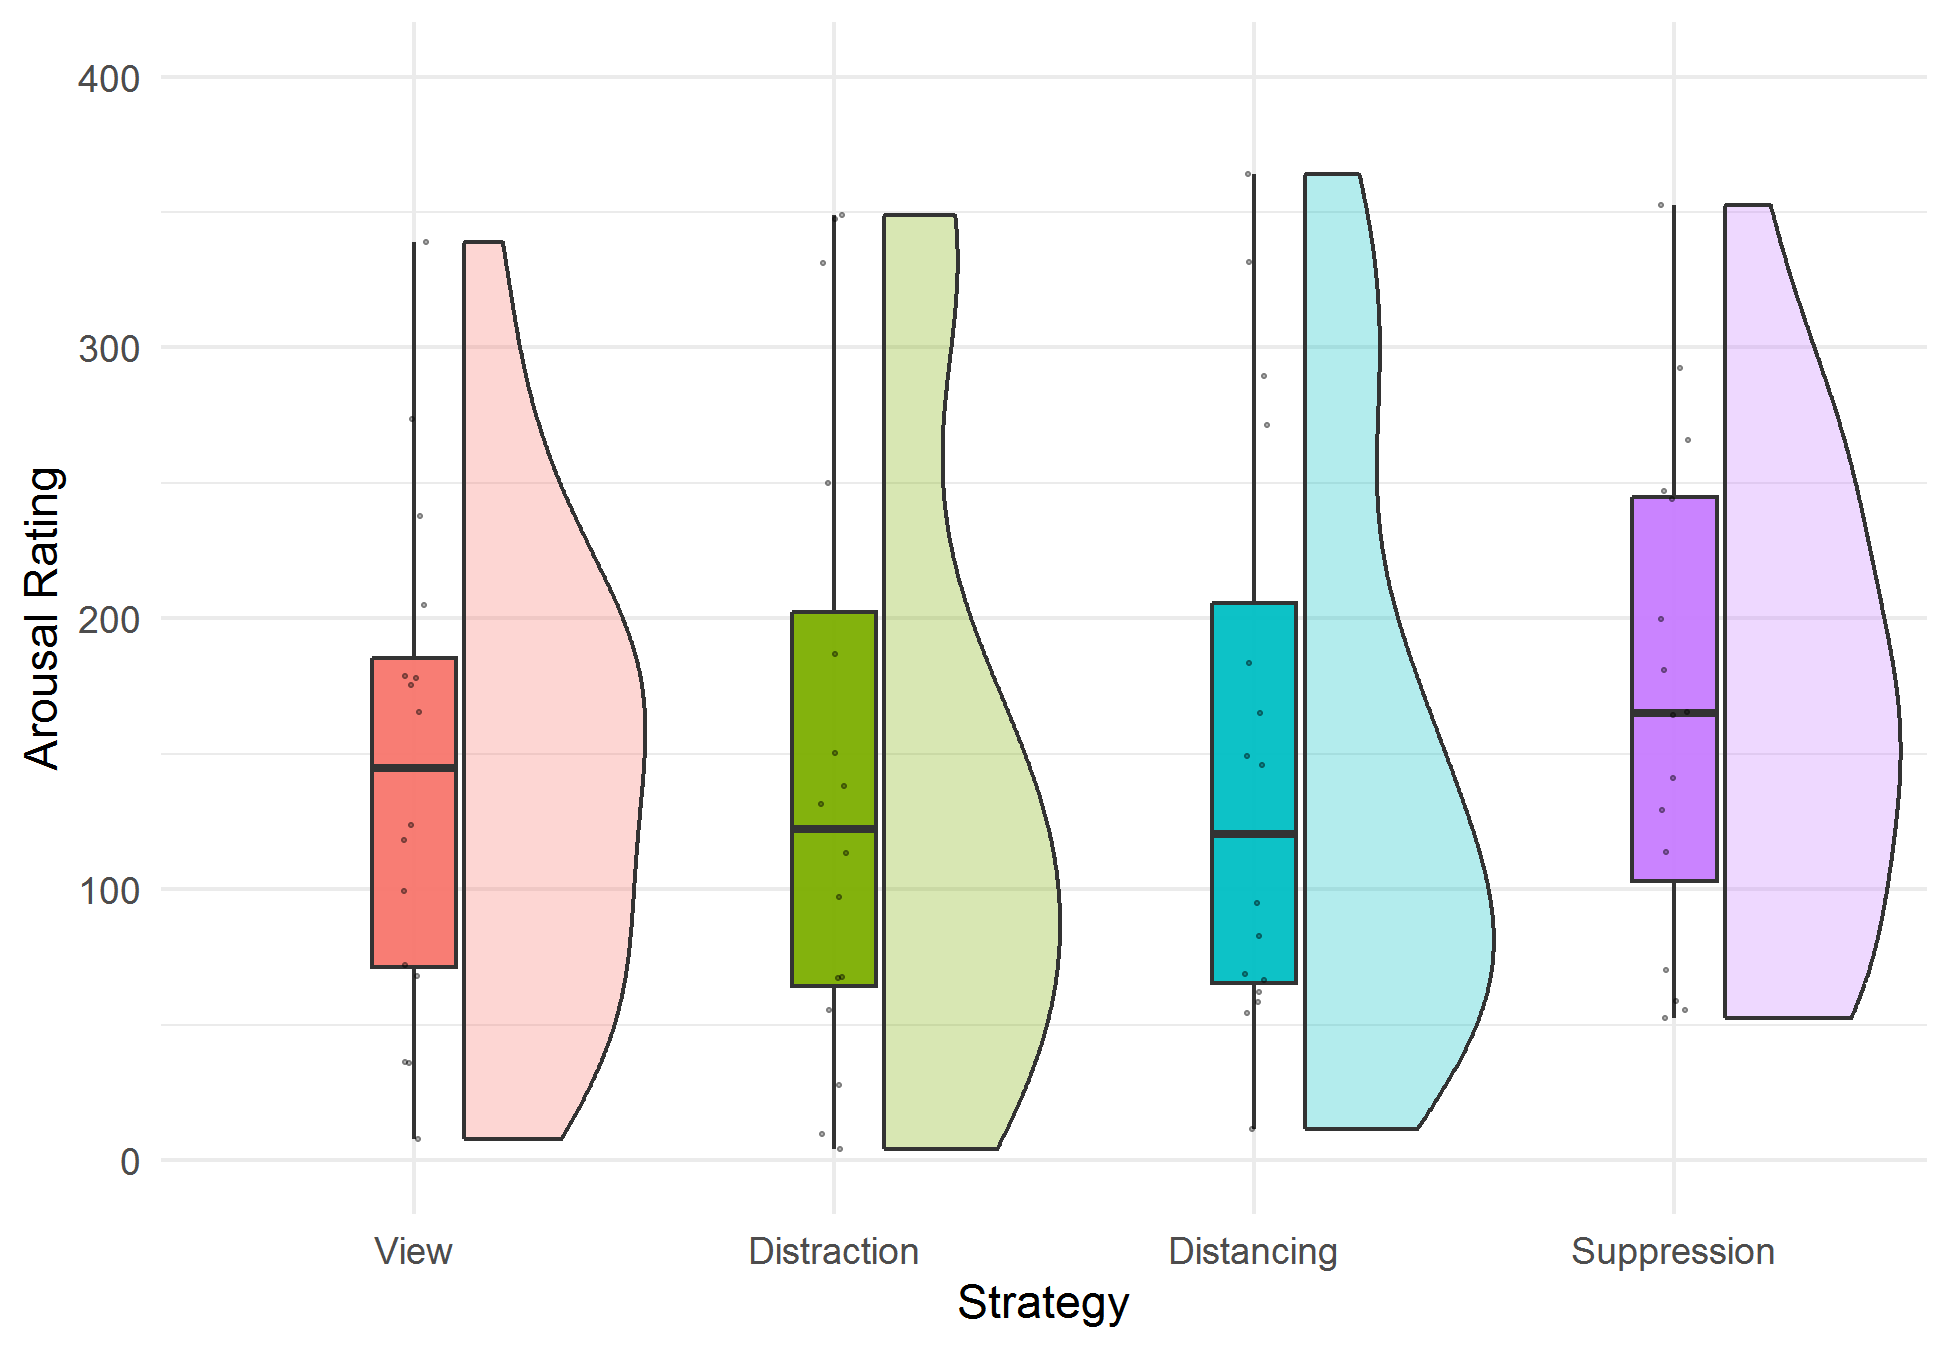 400
300
200
100
0
Arousal Rating
View
Distraction
Distancing
Suppression
Strategy